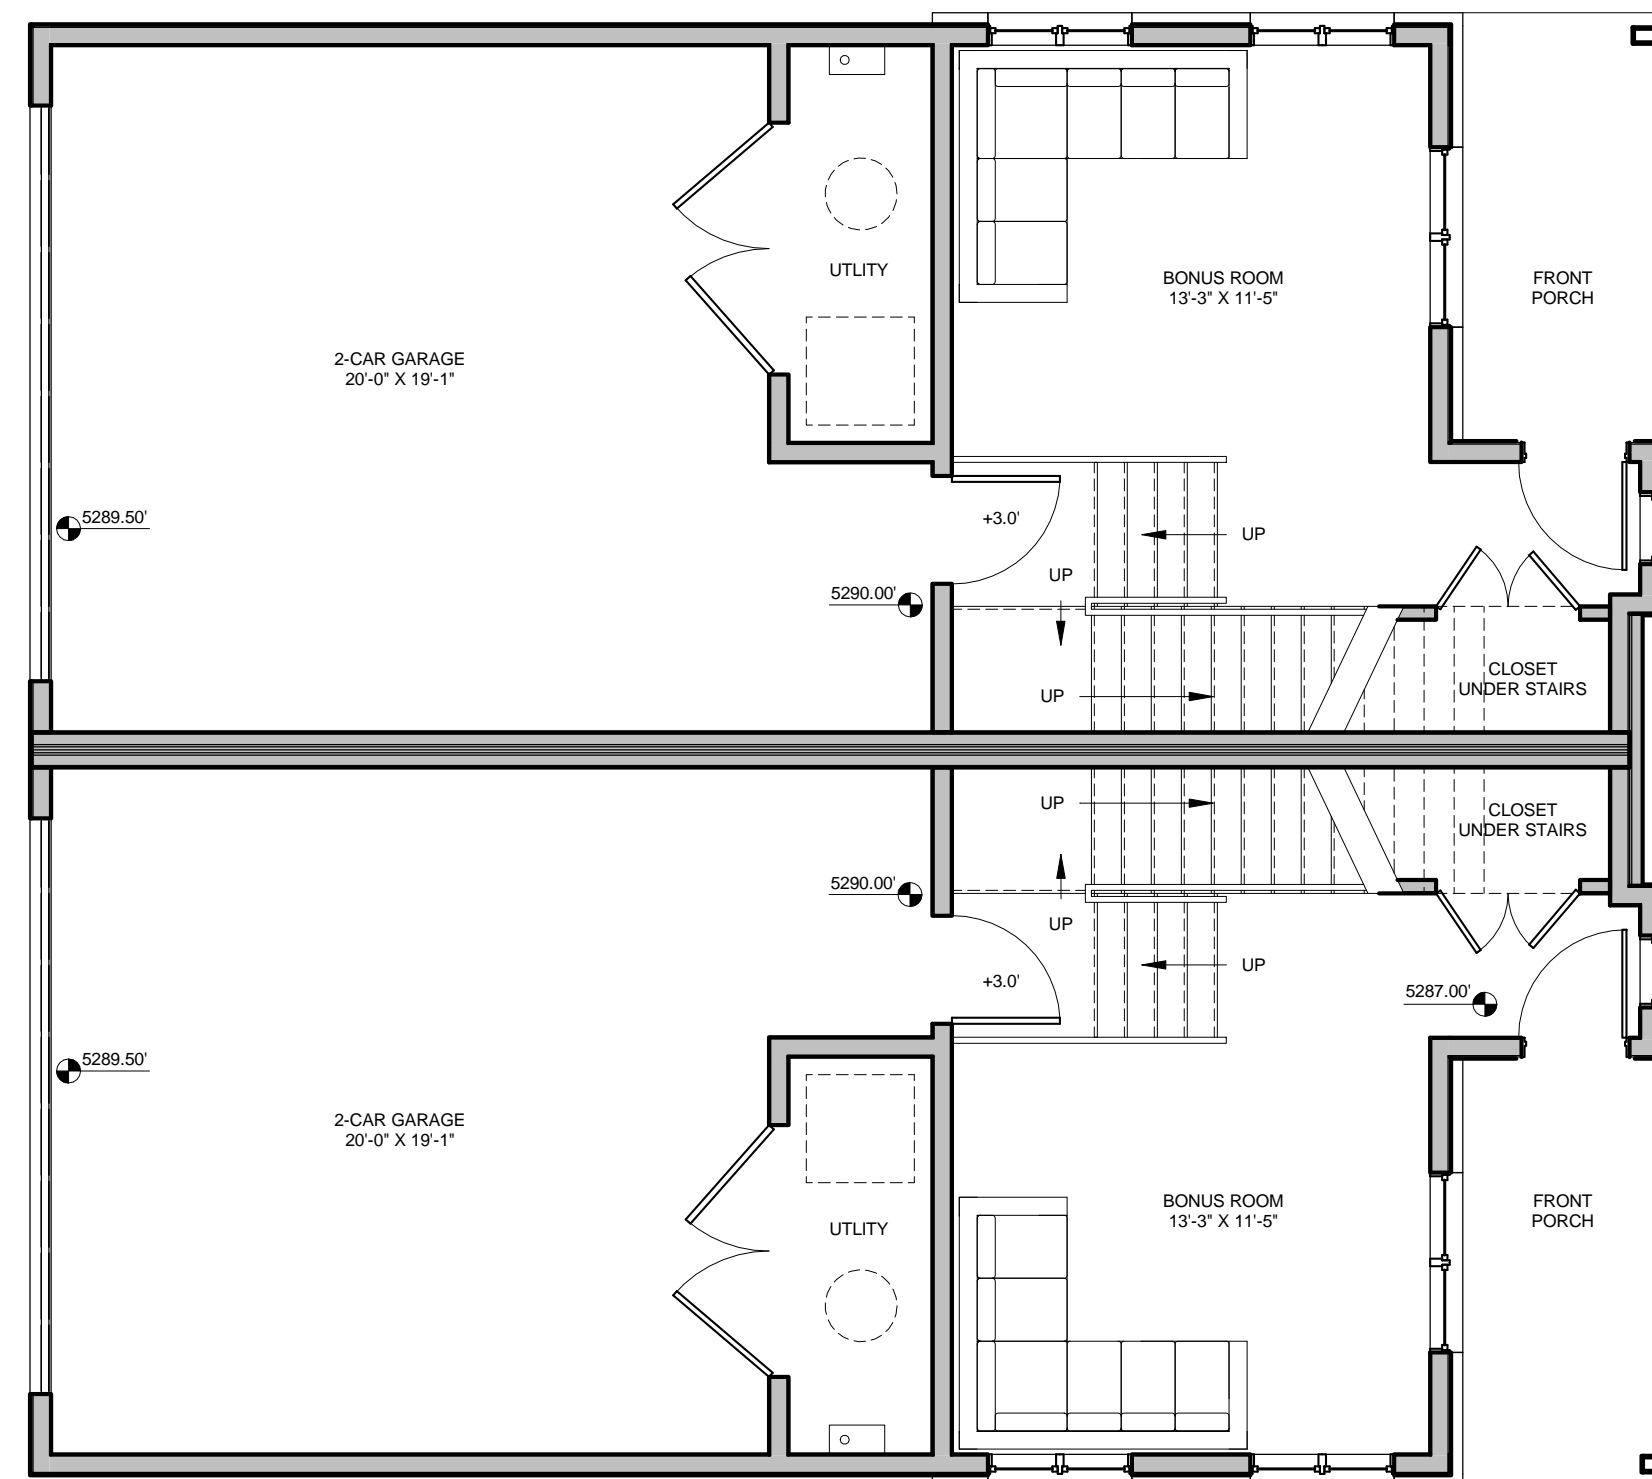 UTLITY
BONUS ROOM
13'-3" X 11'-5"
FRONT
PORCH
2-CAR GARAGE
20'-0" X 19'-1"
5289.50'
+3.0'
UP
UP
5290.00'
UP
CLOSET
UNDER STAIRS
UP
CLOSET
UNDER STAIRS
5290.00'
UP
+3.0'
UP
5287.00'
5289.50'
2-CAR GARAGE
20'-0" X 19'-1"
UTLITY
BONUS ROOM
13'-3" X 11'-5"
FRONT
PORCH